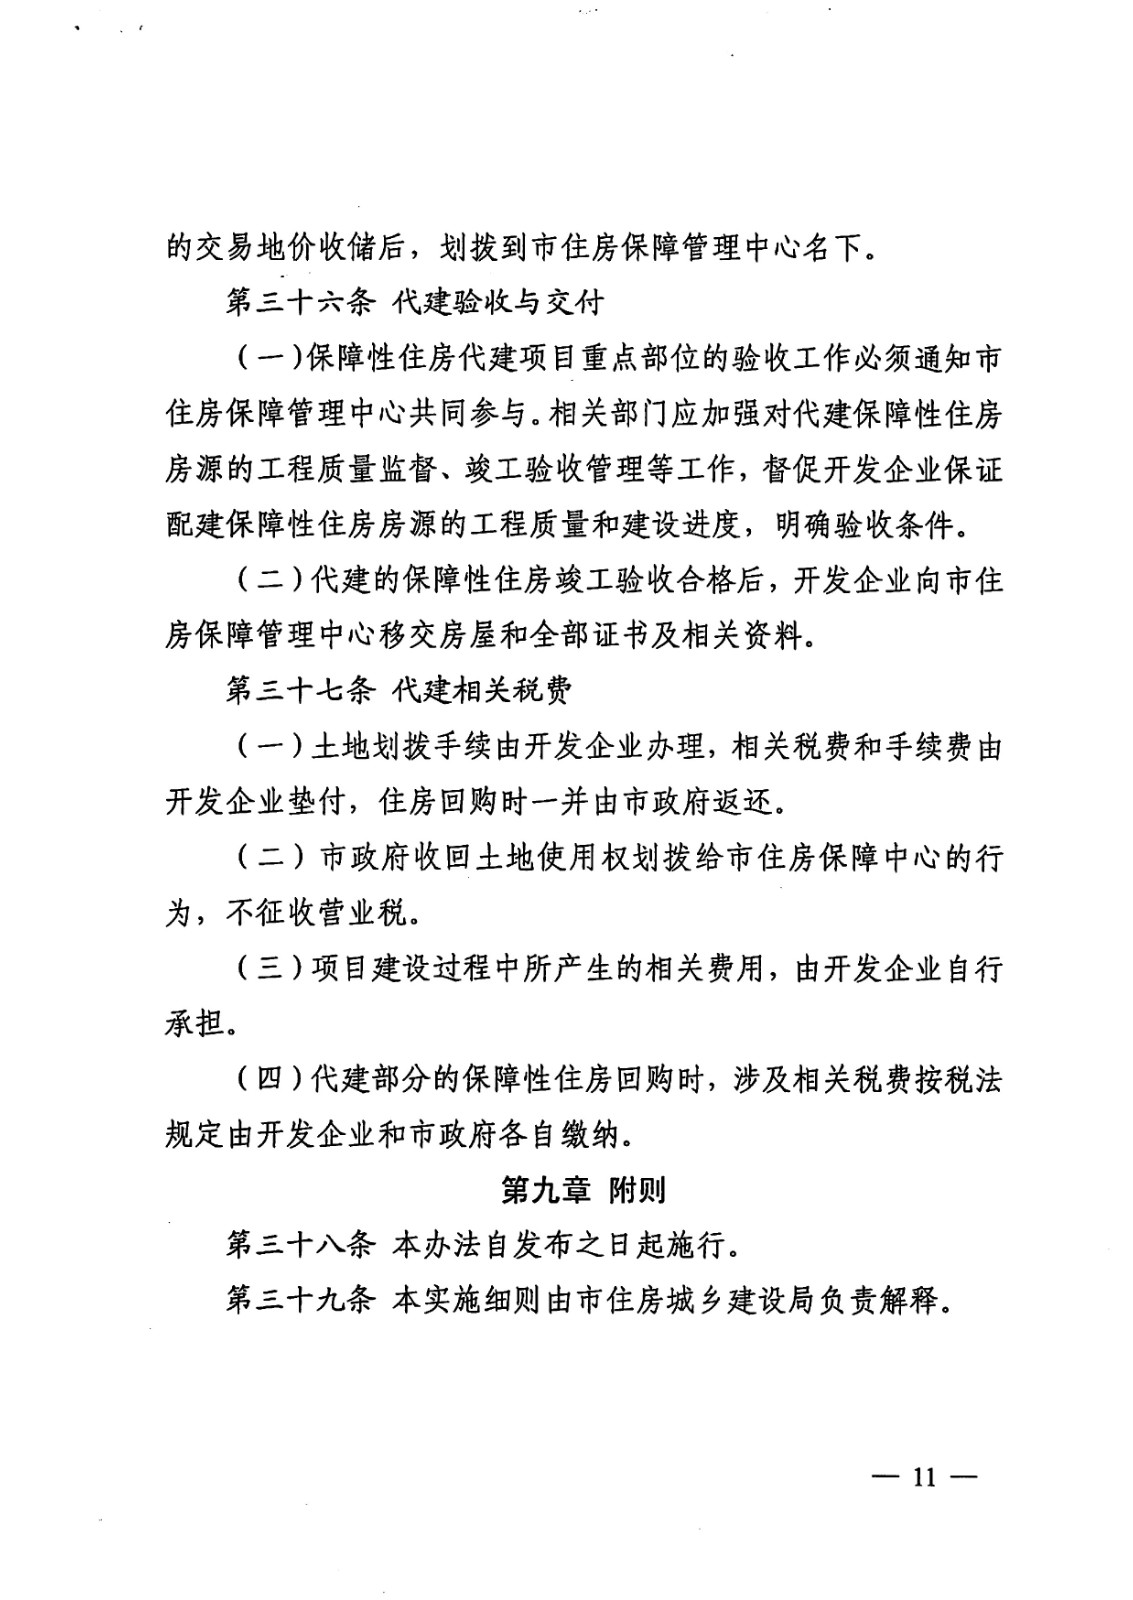 的交易地价收储后，划拨到市住房保障管理中心名下。
第三十六条 代建验收与交付
（一）保障性住房代建项目重点部位的验收工作必须通知市
住房保障管理中心共同参与。相关部门应加强对代建保障性住房
房源的工程质量监督、竣工验收管理等工作，督促开发企业保证
配建保障性住房房源的工程质量和建设进度，明确验收条件。
（二）代建的保障性住房竣工验收合格后，开发企业向市住
房保障管理中心移交房屋和全部证书及相关资料。
第三十七条 代建相关税费
（一）土地划拨手续由开发企业办理，相关税费和手续费由
开发企业垫付，住房回购时一并由市政府返还。
（二）市政府收回土地使用权划拨给市住房保障中心的行
为，不征收营业税。
（三）项目建设过程中所产生的相关费用，由开发企业自行
承担。
（四）代建部分的保障性住房回购时，涉及相关税费按税法
规定由开发企业和市政府各自缴纳。
第九章 附则
第三十八条 本办法自发布之日起施行。
第三十九条 本实施细则由市住房城乡建设局负责解释。
— 11 —